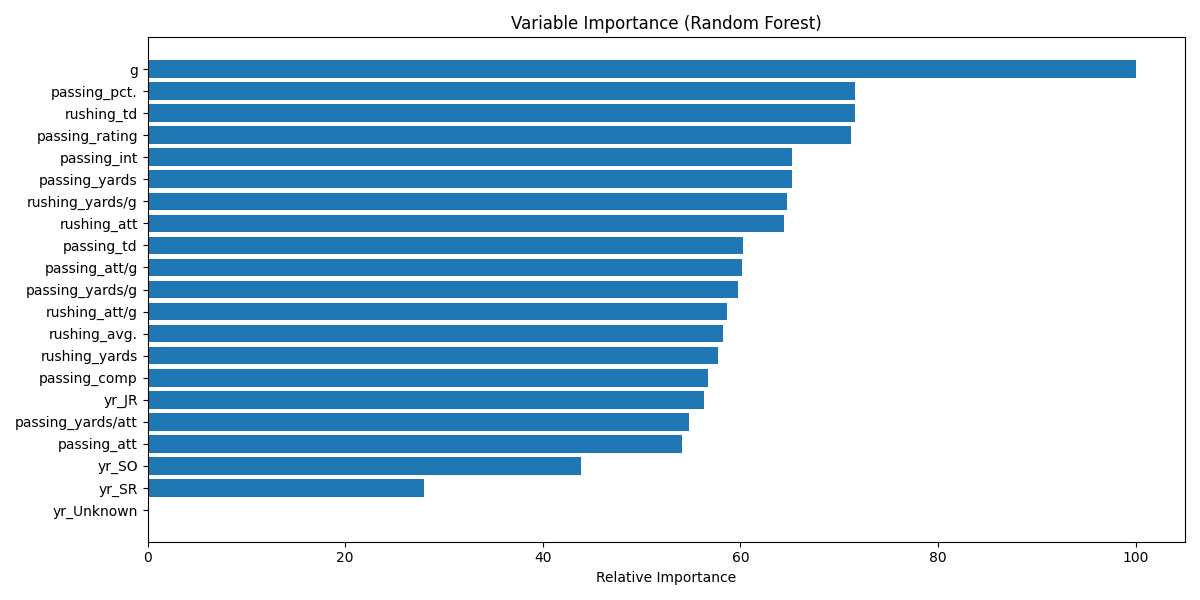 Variable Importance (Random Forest)
g
passing_pct.
rushing_td
passing_rating
passing_int
passing_yards
rushing_yards/g
rushing_att
passing_td
passing_att/g
passing_yards/g
rushing_att/g
rushing_avg.
rushing_yards
passing_comp
yr_JR
passing_yards/att
passing_att
yr_SO
yr_SR
yr_Unknown
0 20 40 60 80 100
Relative Importance